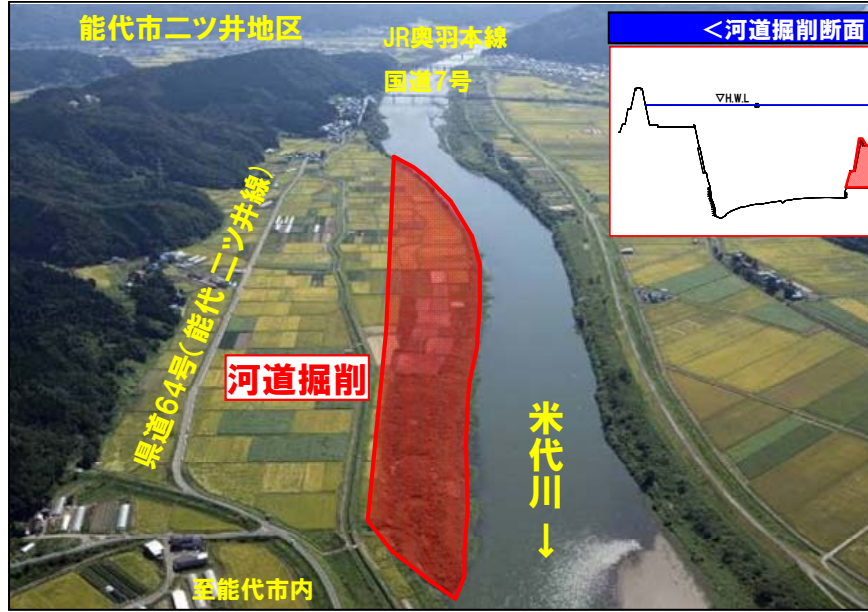 能代市二ツ井地区
JR奥羽本線
国道7号
＜河道掘削断面
▽H.W.L
県道64号(能代 二ツ井線)
河道掘削
米代川↓
至能代市内